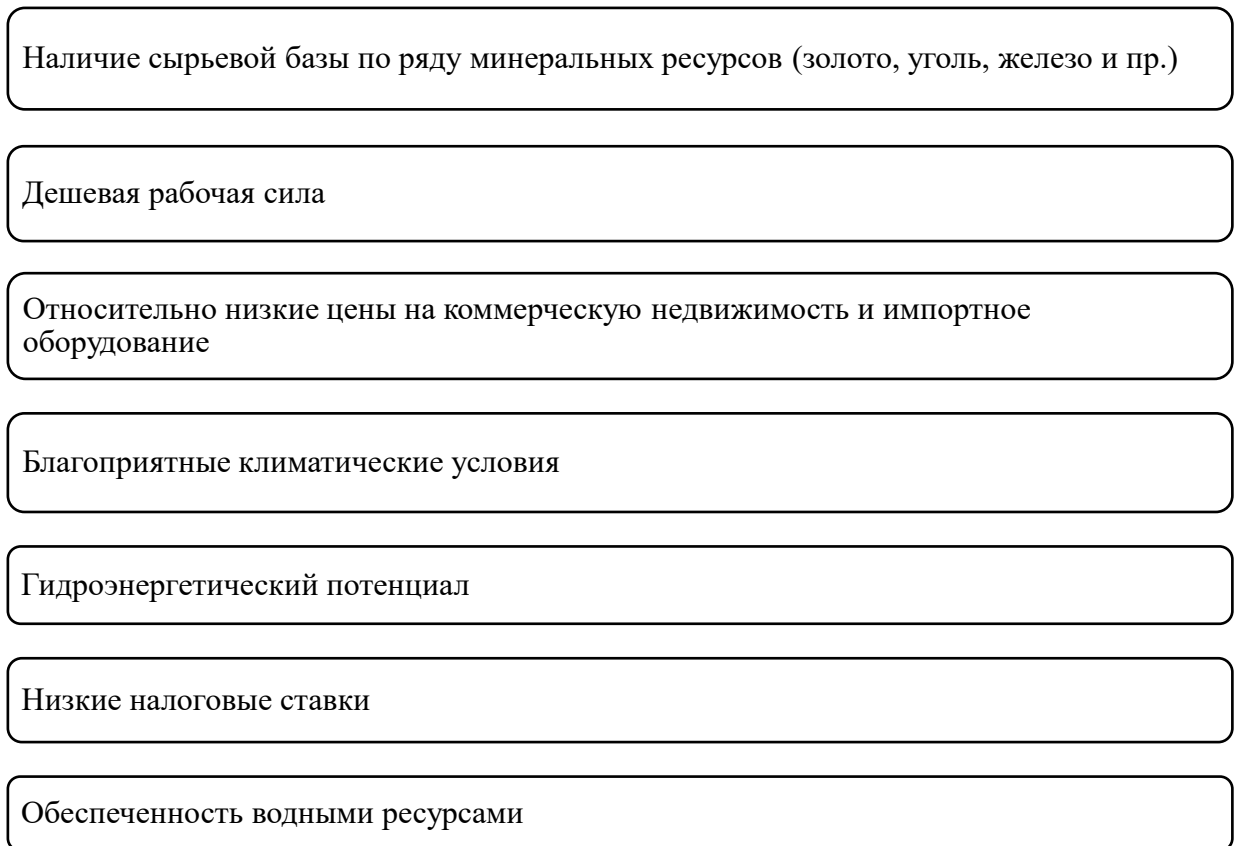 Наличие сырьевой базы по ряду минеральных ресурсов (золото, уголь, железо и пр.)
Дешевая рабочая сила
Относительно низкие цены на коммерческую недвижимость и импортное
оборудование
Благоприятные климатические условия
Гидроэнергетический потенциал
Низкие налоговые ставки
Обеспеченность водными ресурсами